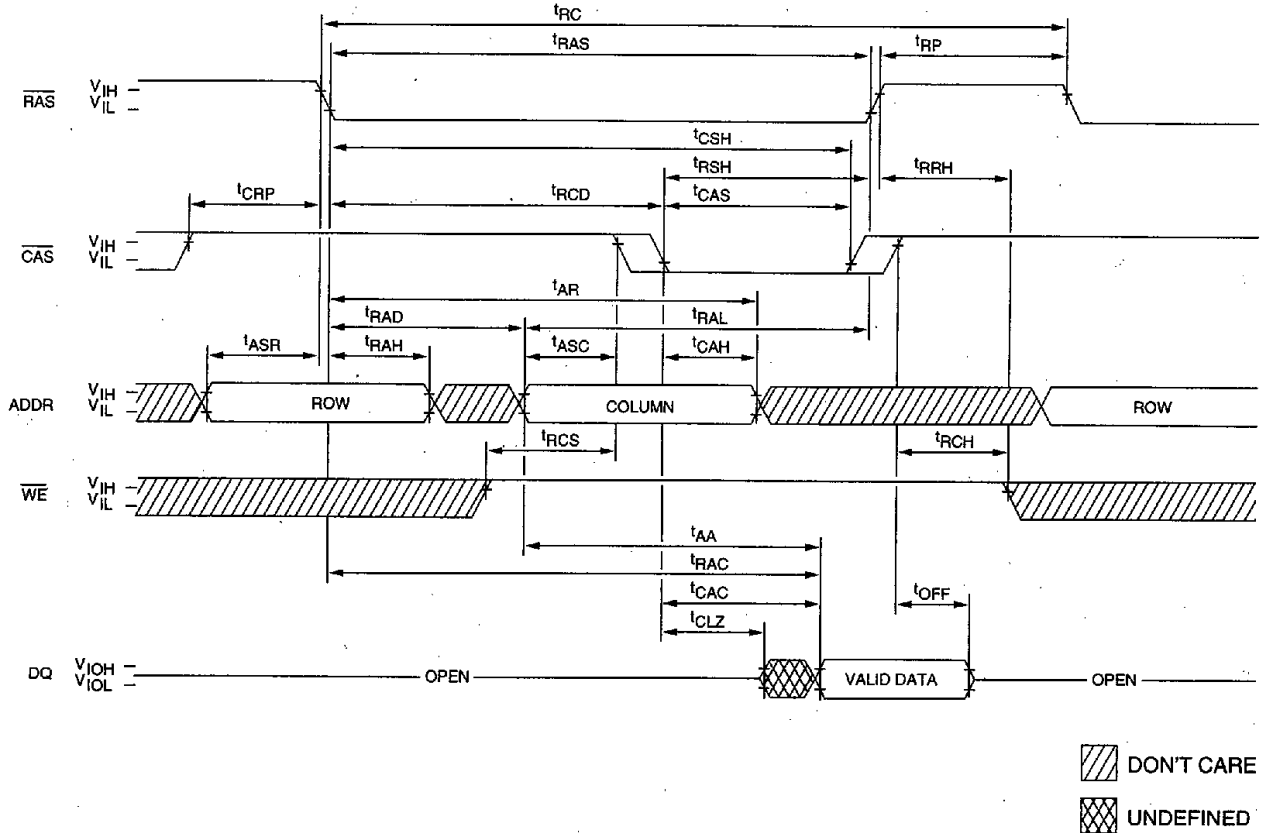 tRC
tRAS
tRP
RAS
VIH
VIL
tCSH
tRSH
tRRH
tCRP
tRCD
tCAS
CAS
VIH
VIL
tAR
tRAD
tRAL
tASR
tRAH
tASC
tCAH
ADDR
VIH
VIL
ROW
COLUMN
ROW
tRCS
tRCH
WE
VIH
VIL
tAA
tRAC
tCAC
tOFF
tCLZ
DQ
VIOH
VIOL
OPEN
VALID DATA
OPEN
DON'T CARE
UNDEFINED